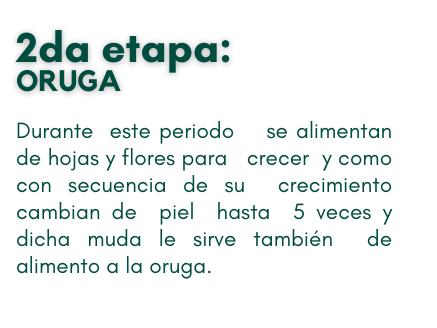 2da etapa:
ORUGA
Durante este periodo se alimentan
de hojas y flores para crecer y como
con secuencia de su crecimiento
cambian de piel hasta 5 veces y
dicha muda le sirve también de
alimento a la oruga.